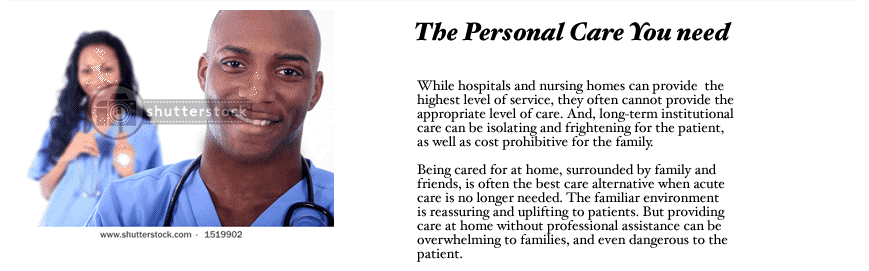 shutterstock
www.shutterstock.com · 1519902
The Personal Care You need
While hospitals and nursing homes can provide  the
highest level of service, they often cannot provide the
appropriate level of care. And, long-term institutional
care can be isolating and frightening for the patient,
as well as cost prohibitive for the family.
Being cared for at home, surrounded by family and
friends, is often the best care alternative when acute
care is no longer needed. The familiar environment
is reassuring and uplifting to patients. But providing
care at home without professional assistance can be
overwhelming to families, and even dangerous to the
patient.